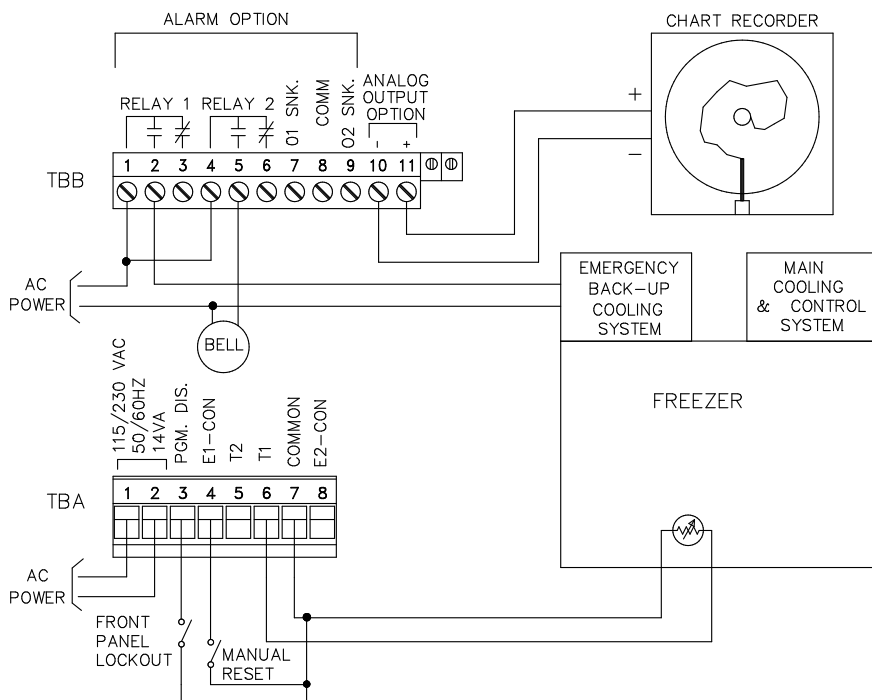 ALARM OPTION
CHART RECORDER
RELAY 1 RELAY 2
O1 SNK.
COMM
O2 SNK.
ANALOG
OUTPUT
OPTION
+
−
− +
TBB
1 2 3 4 5 6 7 8 9 10 11
AC
POWER
BELL
EMERGENCY
BACK-UP
COOLING
SYSTEM
MAIN
COOLING
& CONTROL
SYSTEM
FREEZER
115/230 VAC
50/60HZ
14VA
PGM. DIS.
E1-CON
T2
T1
COMMON
E2-CON
TBA
1 2 3 4 5 6 7 8
AC
POWER
FRONT
PANEL
LOCKOUT
MANUAL
RESET